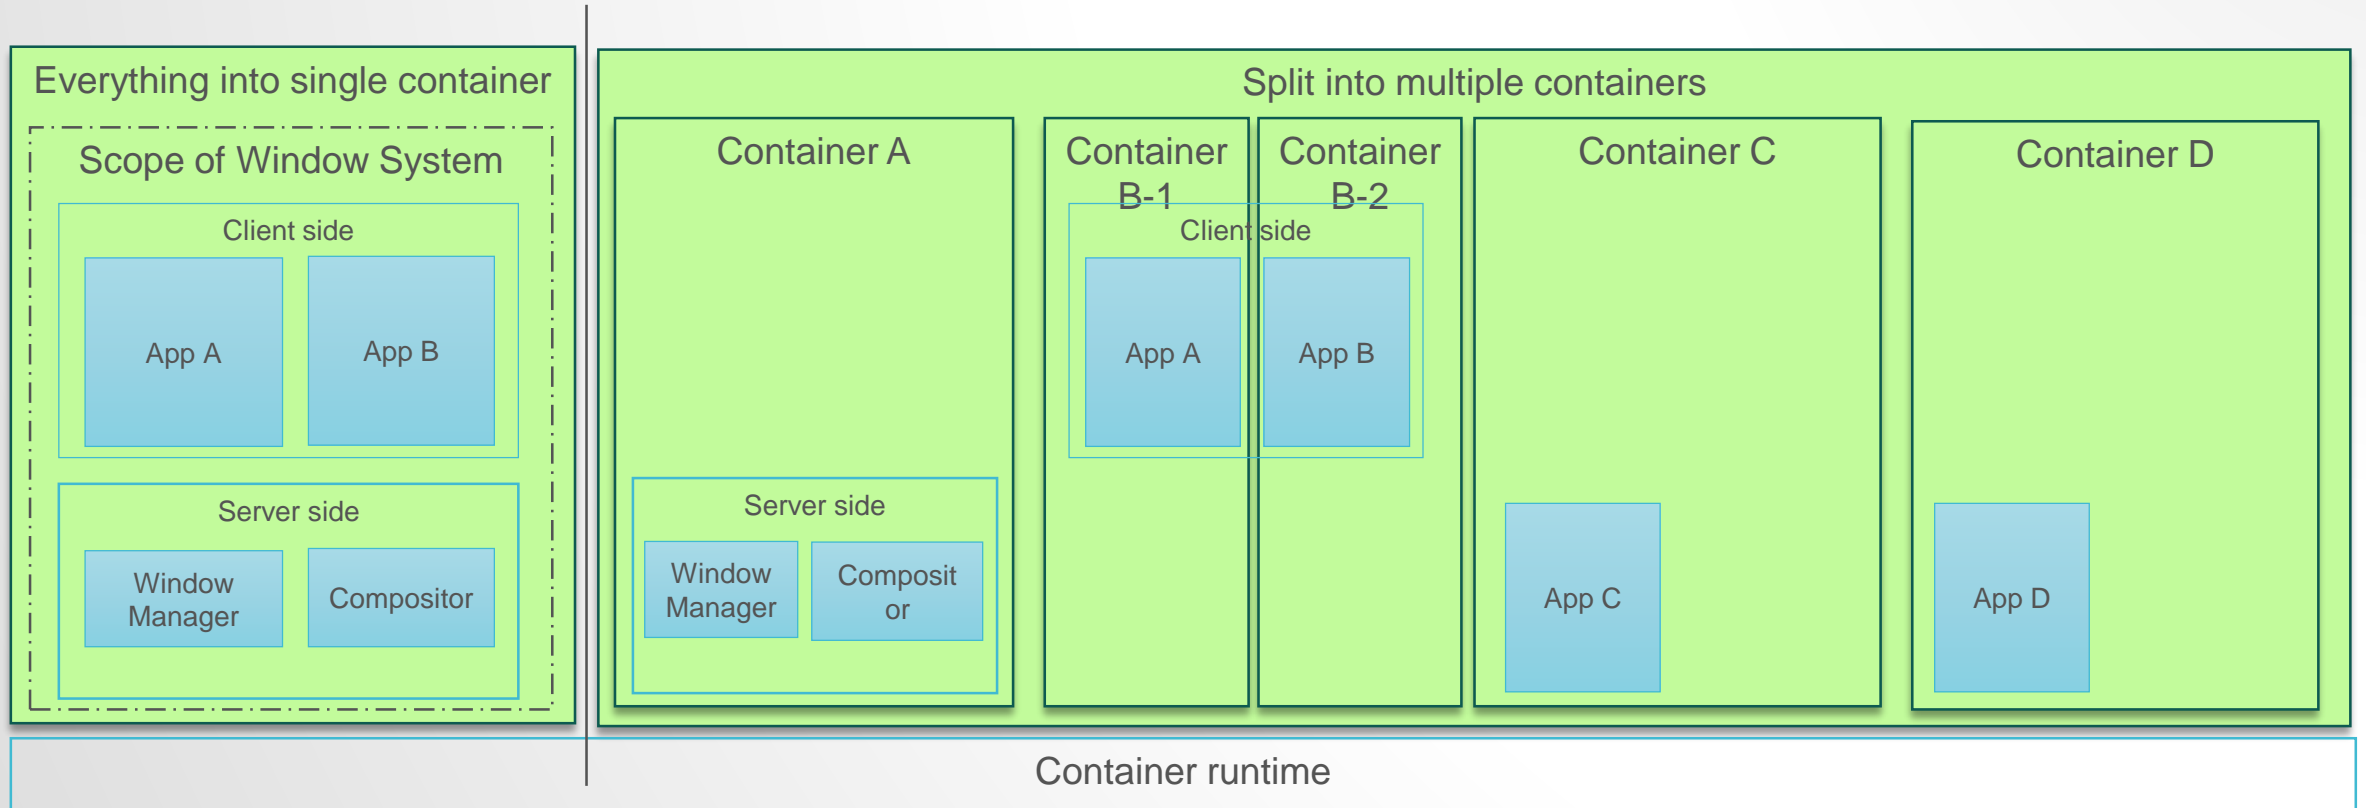 Everything into single container
Scope of Window System
Client side
App A
App B
Server side
Window
Manager
Compositor
Split into multiple containers
Container A
Server side
Window
Manager
Composit
or
Container
B-1
Container
B-2
Client side
App A
App B
Container C
App C
Container D
App D
Container runtime